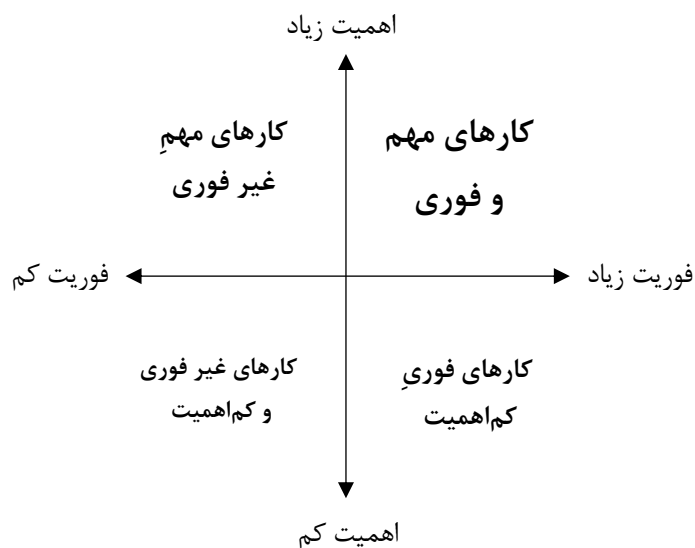 اهمیت زیاد
کارهای مهم
و فوری
کارهای مهمِ
غیر فوری
فوریت زیاد
فوریت کم
کارهای فوریِ
کم‌اهمیت
کارهای غیر فوری
و کم‌اهمیت
اهمیت کم